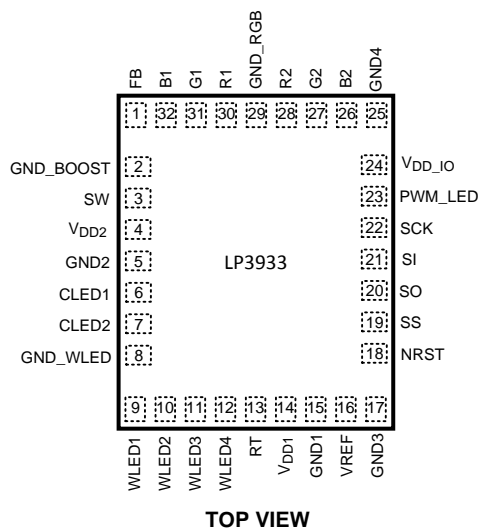 FB B1 G1 R1 GND_RGB R2 G2 B2 GND4
1 32 31 30 29 28 27 26 25
GND_BOOST 2 24 VDD_IO
SW 3 23 PWM_LED
VDD2 4 22 SCK
GND2 5 LP3933 21 SI
CLED1 6 20 SO
CLED2 7 19 SS
GND_WLED 8 18 NRST
9 10 11 12 13 14 15 16 17
WLED1 WLED2 WLED3 WLED4 RT VDD1 GND1 VREF GND3
TOP VIEW